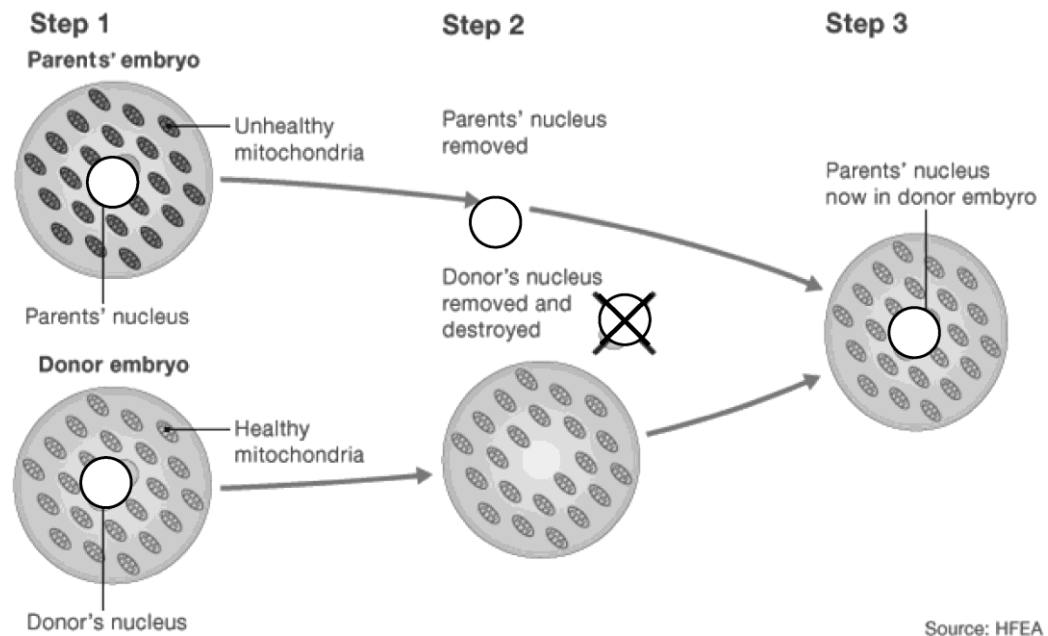 Step 1
Parents' embryo
Unhealthy
mitochondria
Parents' nucleus
Donor embryo
Healthy
mitochondria
Donor's nucleus
Step 2
Parents' nucleus
removed
Donor's nucleus
removed and
destroyed
Step 3
Parents' nucleus
now in donor embyro
Source: HFEA